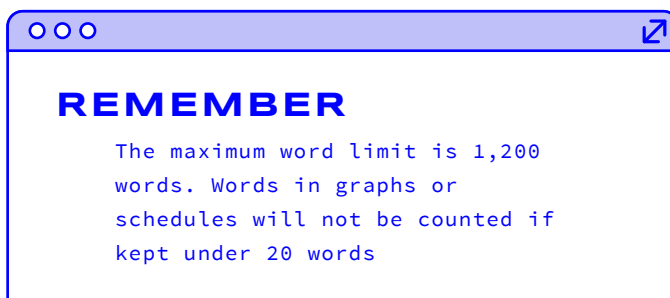 REMEMBER
The maximum word limit is 1,200
words. Words in graphs or
schedules will not be counted if
kept under 20 words